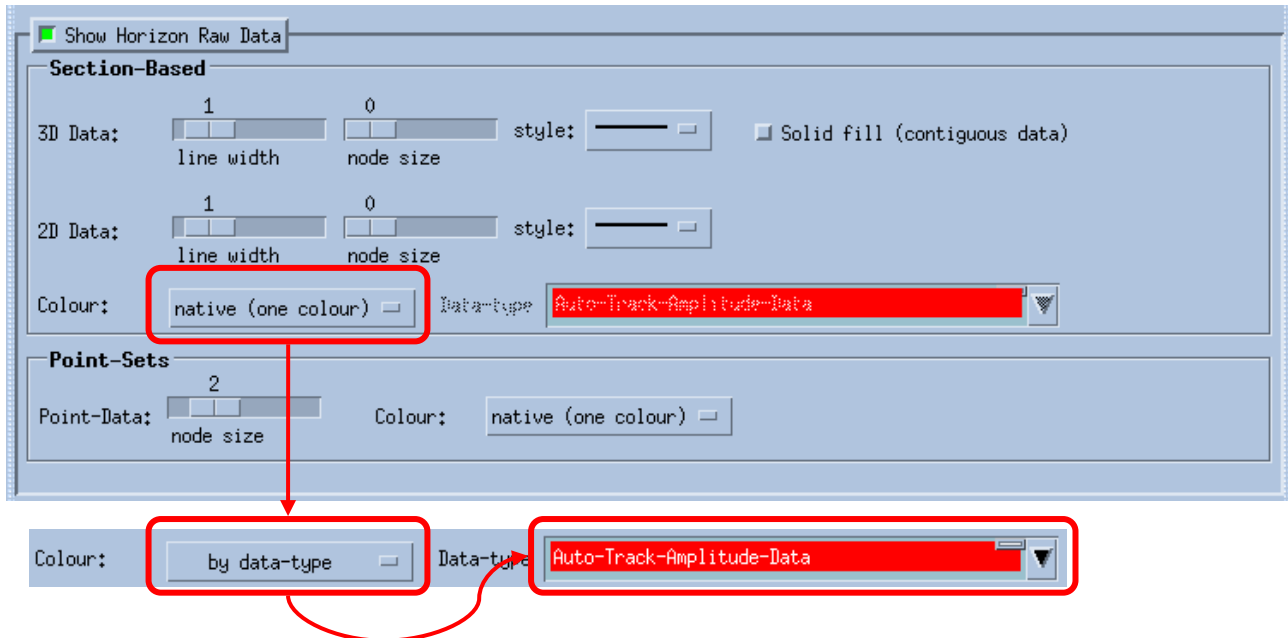 Show Horizon Raw Data
Section-Based
1 0
3D Data: style: Solid fill (contiguous data)
line width node size
1 0
2D Data: style:
line width node size
Colour: native (one colour) Data-type Auto-Track-Amplitude-Data
Point-Sets
2
Point-Data: Colour: native (one colour)
node size
Colour: by data-type Data-type Auto-Track-Amplitude-Data